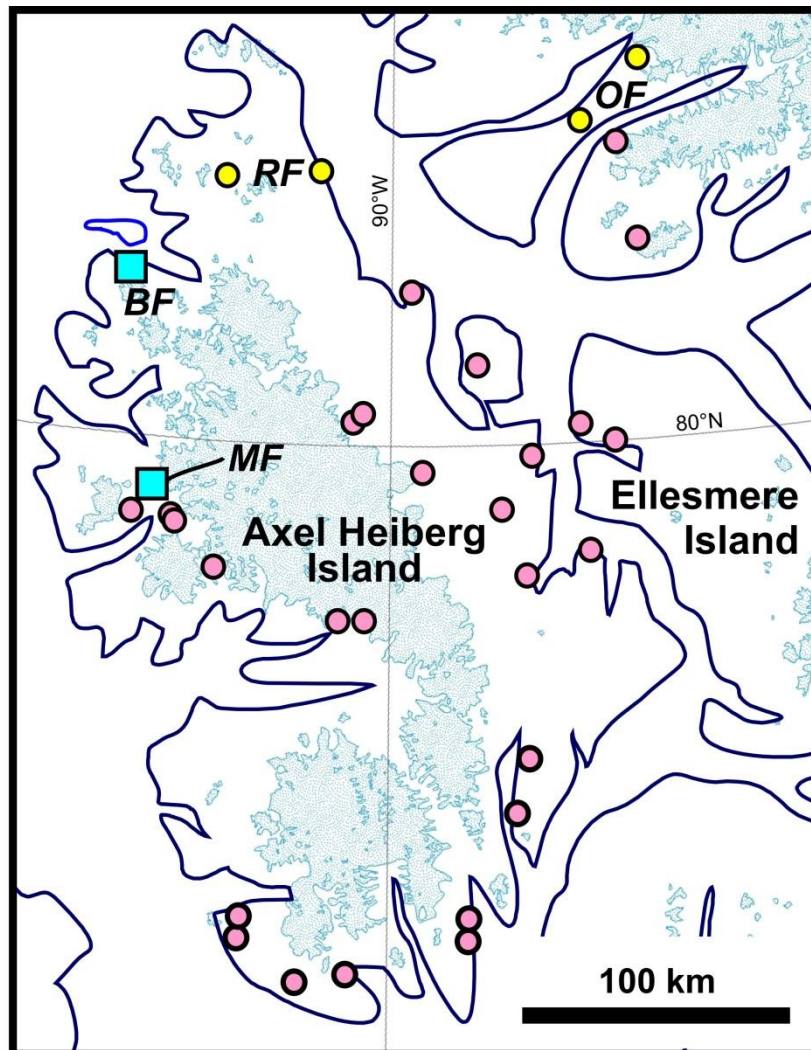 OF
RF
90°W
BF
80°N
MF
Ellesmere
Island
Axel Heiberg
Island
100 km